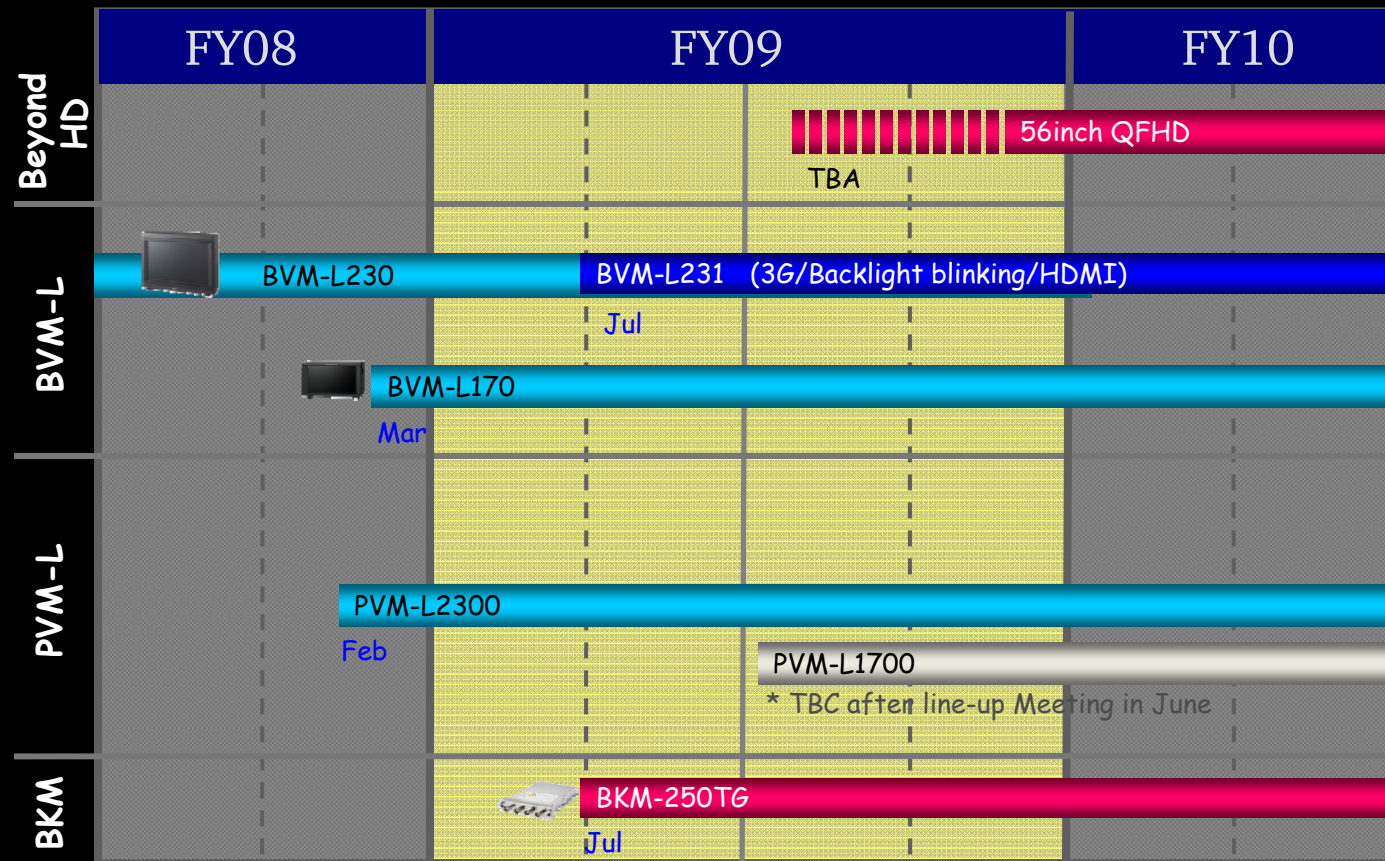 FY08
FY09
FY10
Beyond
HD
56inch QFHD
TBA
BVM-L
BVM-L230
BVM-L231 (3G/Backlight blinking/HDMI)
Jul
BVM-L170
Mar
PVM-L
PVM-L2300
Feb
PVM-L1700
* TBC after line-up Meeting in June
BKM
BKM-250TG
Jul